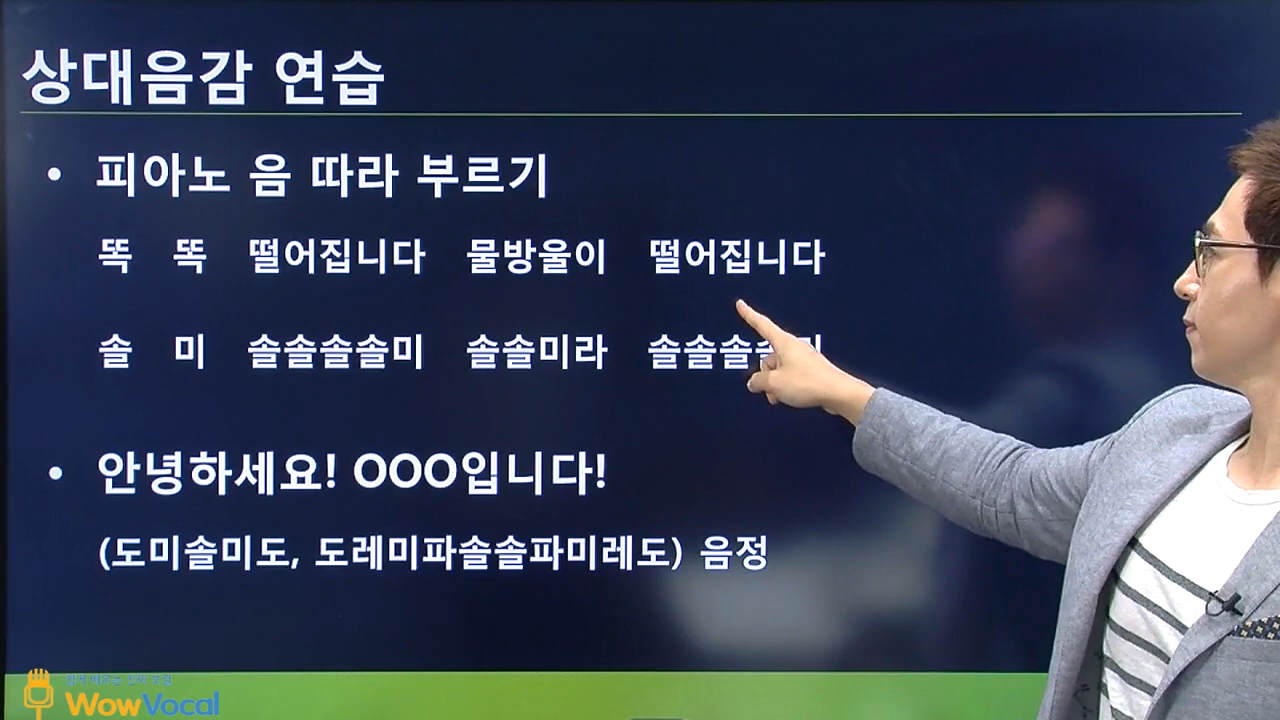 상대음감 연습
• 피아노 음 따라 부르기
똑 똑 떨어집니다 물방울이 떨어집니다
솔 미 솔솔솔솔미 솔솔미라 솔솔솔솔미
• 안녕하세요! OOO입니다!
(도미솔미도, 도레미파솔솔파미레도) 음정
WowVocal